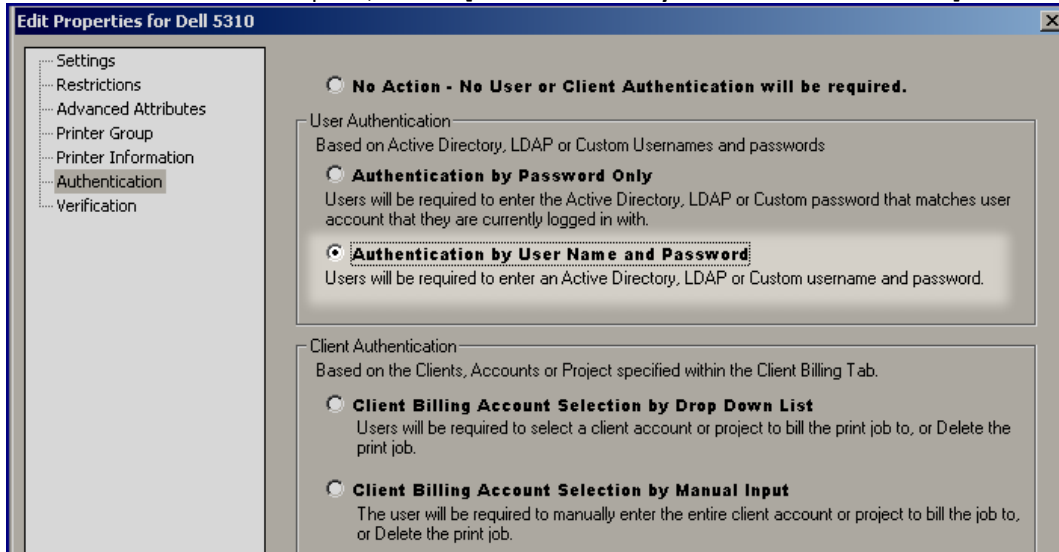 Edit Properties for Dell 5310
Settings
Restrictions
Advanced Attributes
Printer Group
Printer Information
Authentication
Verification
No Action - No User or Client Authentication will be required.
User Authentication
Based on Active Directory, LDAP or Custom Usernames and passwords
Authentication by Password Only
Users will be required to enter the Active Directory, LDAP or Custom password that matches user
account that they are currently logged in with.
Authentication by User Name and Password
Users will be required to enter an Active Directory, LDAP or Custom username and password.
Client Authentication
Based on the Clients, Accounts or Project specified within the Client Billing Tab.
Client Billing Account Selection by Drop Down List
Users will be required to select a client account or project to bill the print job to, or Delete the
print job.
Client Billing Account Selection by Manual Input
The user will be required to manually enter the entire client account or project to bill the job to,
or Delete the print job.